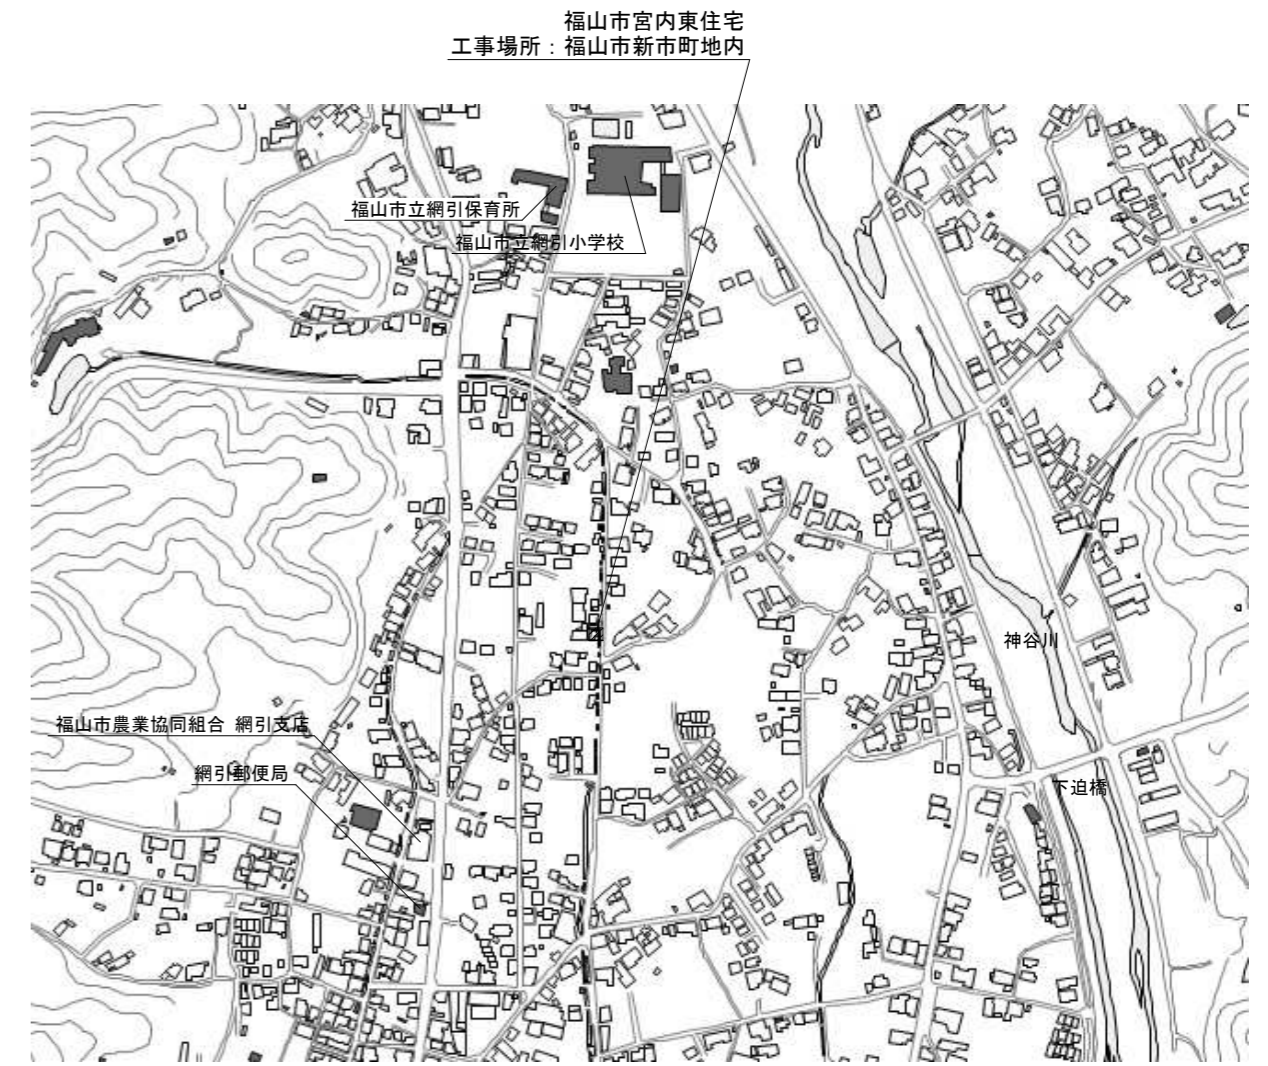 福山市宮内東住宅
工事場所：福山市新市町地内
福山市立網引保育所
福山市立網引小学校
神谷川
福山市農業協同組合 網引支店
網引郵便局
下迫橋